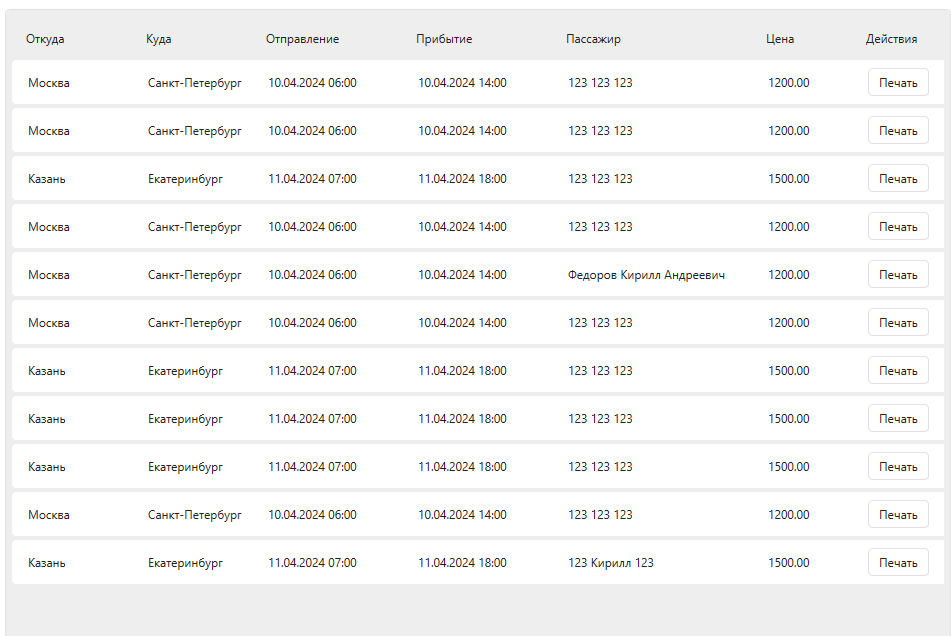 Откуда Куда Отправление Прибытие Пассажир Цена Действия
Москва Санкт-Петербург 10.04.2024 06:00 10.04.2024 14:00 123 123 123 1200.00 Печать
Москва Санкт-Петербург 10.04.2024 06:00 10.04.2024 14:00 123 123 123 1200.00 Печать
Казань Екатеринбург 11.04.2024 07:00 11.04.2024 18:00 123 123 123 1500.00 Печать
Москва Санкт-Петербург 10.04.2024 06:00 10.04.2024 14:00 123 123 123 1200.00 Печать
Москва Санкт-Петербург 10.04.2024 06:00 10.04.2024 14:00 Федоров Кирилл Андреевич 1200.00 Печать
Москва Санкт-Петербург 10.04.2024 06:00 10.04.2024 14:00 123 123 123 1200.00 Печать
Казань Екатеринбург 11.04.2024 07:00 11.04.2024 18:00 123 123 123 1500.00 Печать
Казань Екатеринбург 11.04.2024 07:00 11.04.2024 18:00 123 123 123 1500.00 Печать
Казань Екатеринбург 11.04.2024 07:00 11.04.2024 18:00 123 123 123 1500.00 Печать
Москва Санкт-Петербург 10.04.2024 06:00 10.04.2024 14:00 123 123 123 1200.00 Печать
Казань Екатеринбург 11.04.2024 07:00 11.04.2024 18:00 123 Кирилл 123 1500.00 Печать